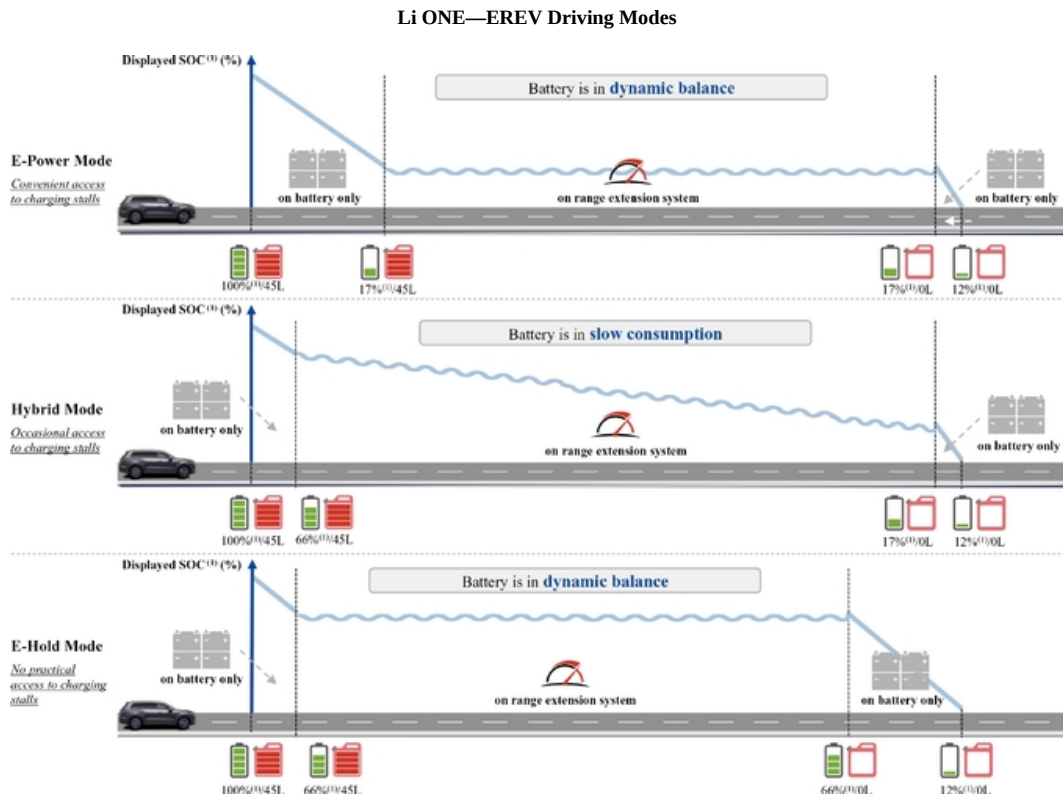 Li ONE—EREV Driving Modes
Displayed SOC(1) (%)
Battery is in dynamic balance
E-Power Mode
Convenient access
to charging stalls
on battery only
on range extension system
on battery only
100%(1)/45L
17%(1)/45L
17%(1)/0L
12%(1)/0L
Displayed SOC(1) (%)
Battery is in slow consumption
Hybrid Mode
Occasional access
to charging stalls
on battery only
on range extension system
on battery only
100%(1)/45L
66%(1)/45L
17%(1)/0L
12%(1)/0L
Displayed SOC(1) (%)
Battery is in dynamic balance
E-Hold Mode
No practical
access to charging
stalls
on battery only
on range extension system
on battery only
100%(1)/45L
66%(1)/45L
66%(1)/0L
12%(1)/0L